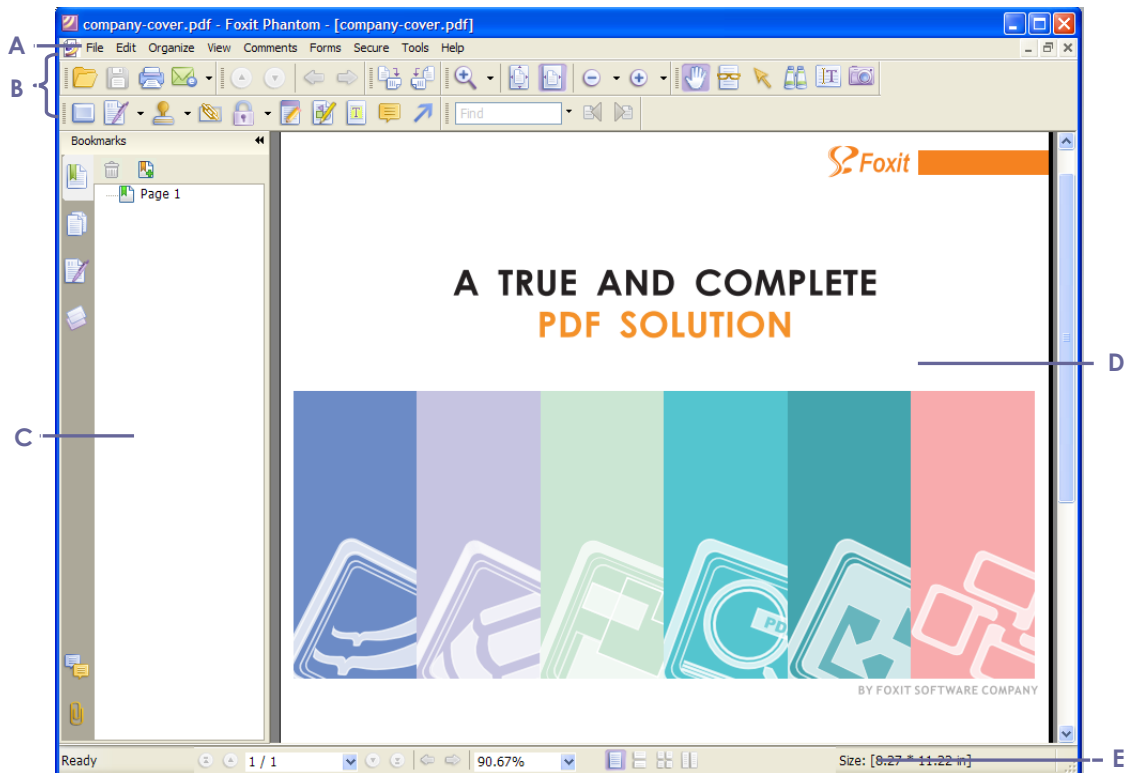 company-cover.pdf - Foxit Phantom - [company-cover.pdf]
A
File Edit Organize View Comments Forms Secure Tools Help
B
T
Find
Bookmarks
Page 1
Foxit
A TRUE AND COMPLETE
PDF SOLUTION
D
C
PD
BY FOXIT SOFTWARE COMPANY
Ready
1 / 1
90.67%
Size: [8.27 * 11.22 in]
E